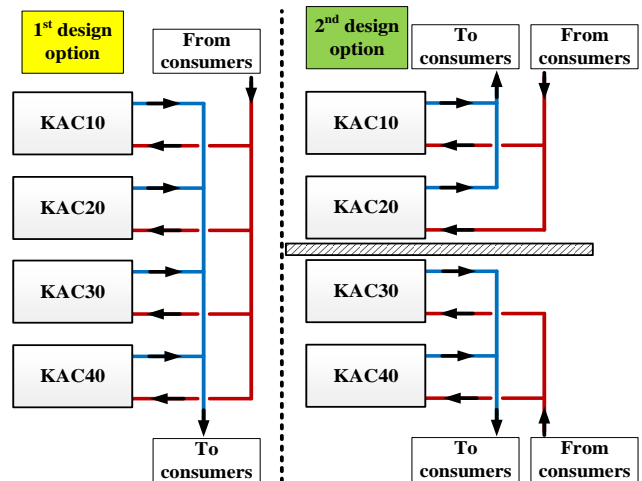 1st design
option
From
consumers
KAC10
KAC20
KAC30
KAC40
To
consumers
2nd design
option
To
consumers
From
consumers
KAC10
KAC20
KAC30
KAC40
To
consumers
From
consumers